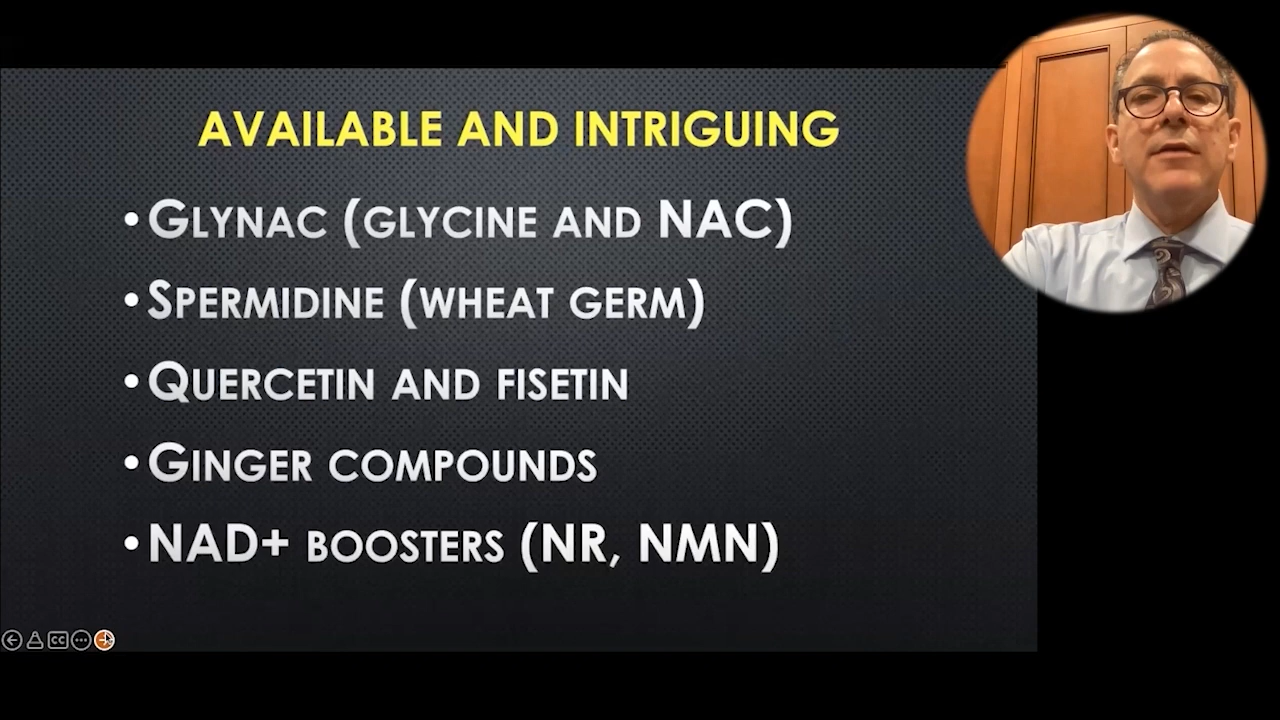 AVAILABLE AND INTRIGUING
• GLYNAC (GLYCINE AND NAC)
• SPERMIDINE (WHEAT GERM)
• QUERCETIN AND FISETIN
• GINGER COMPOUNDS
• NAD+ BOOSTERS (NR, NMN)
CC